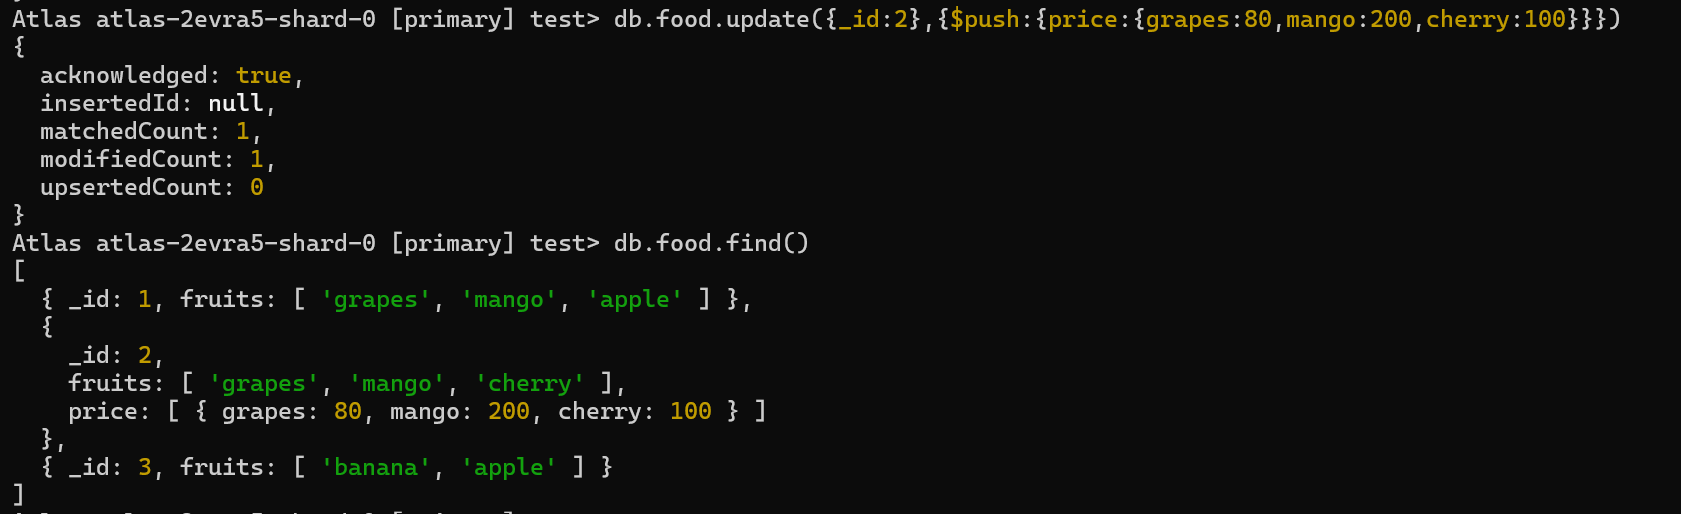 Atlas atlas-2evra5-shard-0 [primary] test> db.food.update({_id:2},{$push:{price:{grapes:80,mango:200,cherry:100}}})
{
  acknowledged: true,
  insertedId: null,
  matchedCount: 1,
  modifiedCount: 1,
  upsertedCount: 0
}
Atlas atlas-2evra5-shard-0 [primary] test> db.food.find()
[
  { _id: 1, fruits: [ 'grapes', 'mango', 'apple' ] },
  {
    _id: 2,
    fruits: [ 'grapes', 'mango', 'cherry' ],
    price: [ { grapes: 80, mango: 200, cherry: 100 } ]
  },
  { _id: 3, fruits: [ 'banana', 'apple' ] }
]